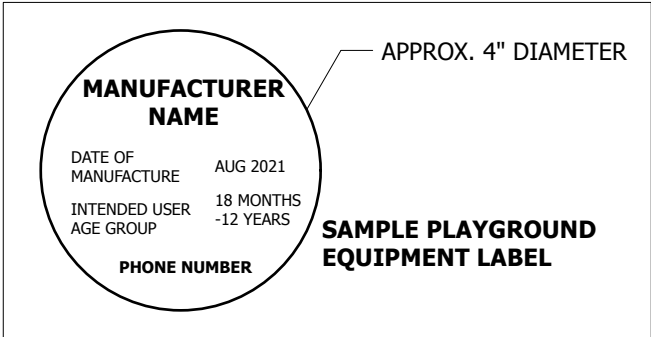 APPROX. 4" DIAMETER
MANUFACTURER
NAME
DATE OF
MANUFACTURE
AUG 2021
INTENDED USER
AGE GROUP
18 MONTHS
-12 YEARS
PHONE NUMBER
SAMPLE PLAYGROUND
EQUIPMENT LABEL